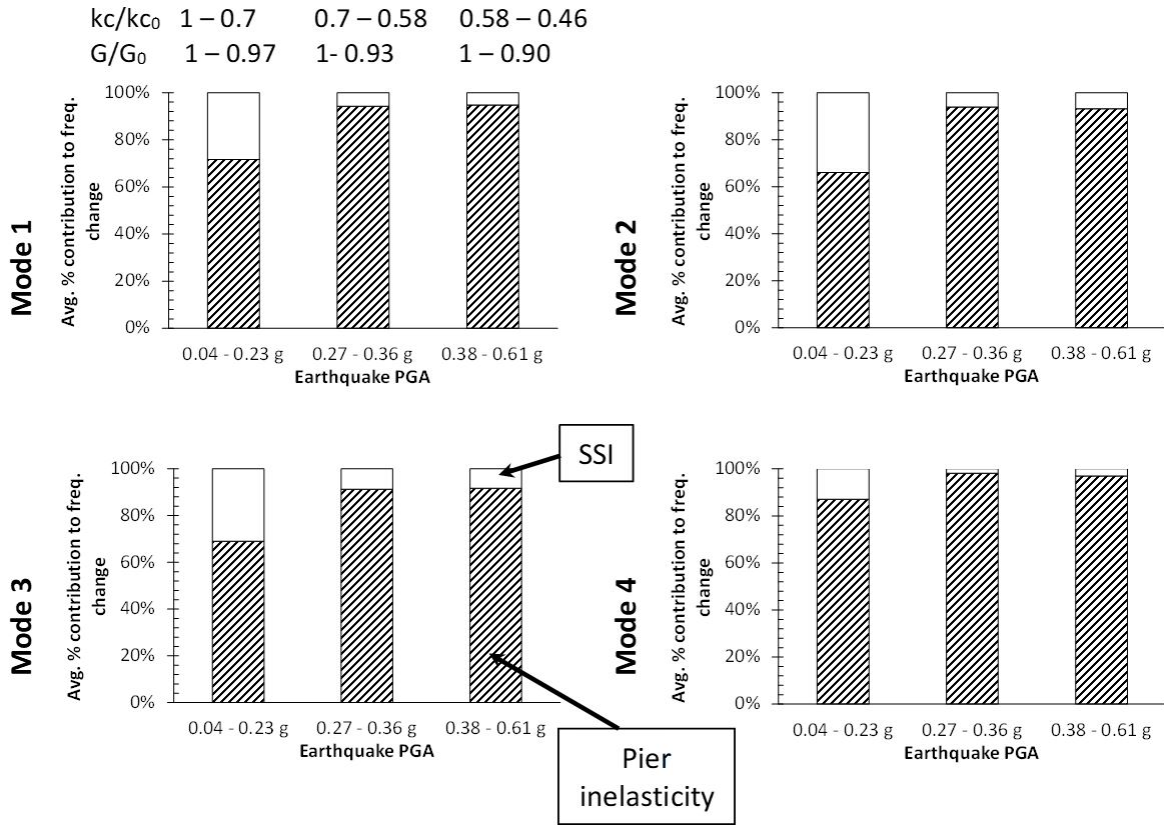 kc/kc₀ 1 – 0.7 0.7 – 0.58 0.58 – 0.46
G/G₀ 1 – 0.97 1- 0.93 1 – 0.90
Mode 1
Avg. % contribution to freq.
change
100%
80%
60%
40%
20%
0%
0.04 - 0.23 g 0.27 - 0.36 g 0.38 - 0.61 g
Earthquake PGA
Mode 2
Avg. % contribution to freq.
change
100%
80%
60%
40%
20%
0%
0.04 - 0.23 g 0.27 - 0.36 g 0.38 - 0.61 g
Earthquake PGA
Mode 3
Avg. % contribution to freq.
change
100%
80%
60%
40%
20%
0%
0.04 - 0.23 g 0.27 - 0.36 g 0.38 - 0.61 g
Earthquake PGA
SSI
Pier
inelasticity
Mode 4
Avg. % contribution to freq.
change
100%
80%
60%
40%
20%
0%
0.04 - 0.23 g 0.27 - 0.36 g 0.38 - 0.61 g
Earthquake PGA